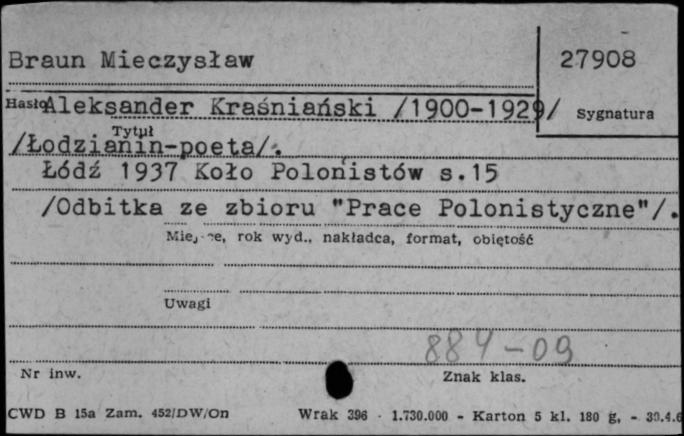 Braun Mieczysław
27908
Hasło Aleksander Kraśniański /1900-1929/ Sygnatura
Tytuł
/Łodzianin-poeta/.
Łódź 1937 Koło Polonistów s.15
/Odbitka ze zbioru "Prace Polonistyczne"/.
Miejsce, rok wyd., nakładca, format, objętość
Uwagi
884-09
Nr inw.
Znak klas.
CWD B 15a Zam. 452/DW/On Wrak 396 - 1.730.000 - Karton 5 kl. 180 g, -